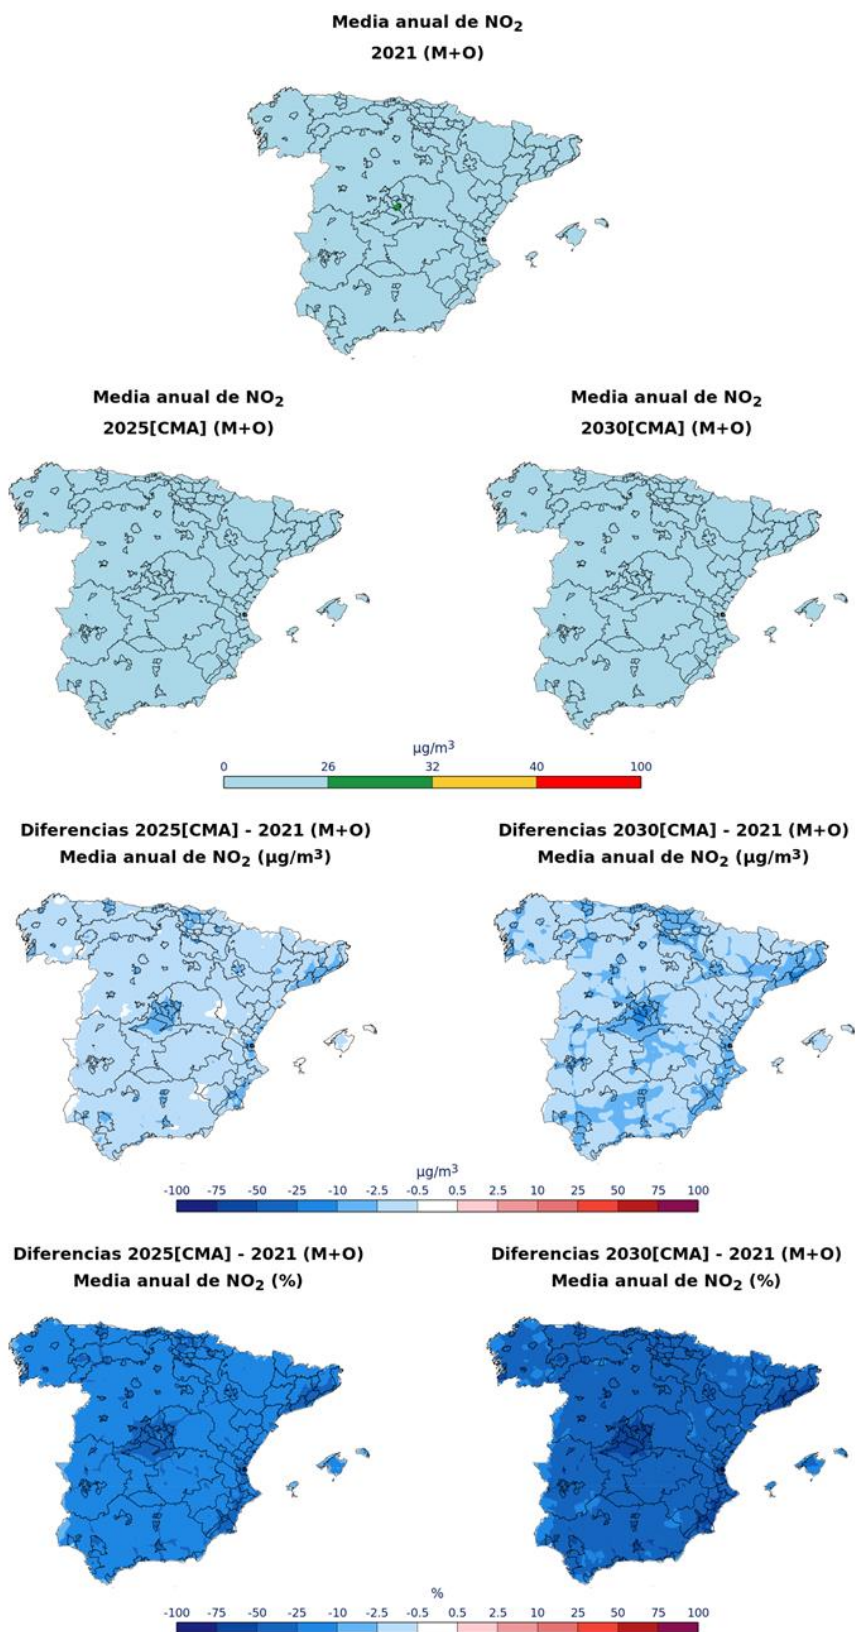 Media anual de NO₂
2021 (M+O)
Media anual de NO₂
2025[CMA] (M+O)
Media anual de NO₂
2030[CMA] (M+O)
µg/m³
0 26 32 40 100
Diferencias 2025[CMA] - 2021 (M+O)
Media anual de NO₂ (µg/m³)
Diferencias 2030[CMA] - 2021 (M+O)
Media anual de NO₂ (µg/m³)
µg/m³
-100 -75 -50 -25 -10 -2.5 -0.5 0.5 2.5 10 25 50 75 100
Diferencias 2025[CMA] - 2021 (M+O)
Media anual de NO₂ (%)
Diferencias 2030[CMA] - 2021 (M+O)
Media anual de NO₂ (%)
%
-100 -75 -50 -25 -10 -2.5 -0.5 0.5 2.5 10 25 50 75 100